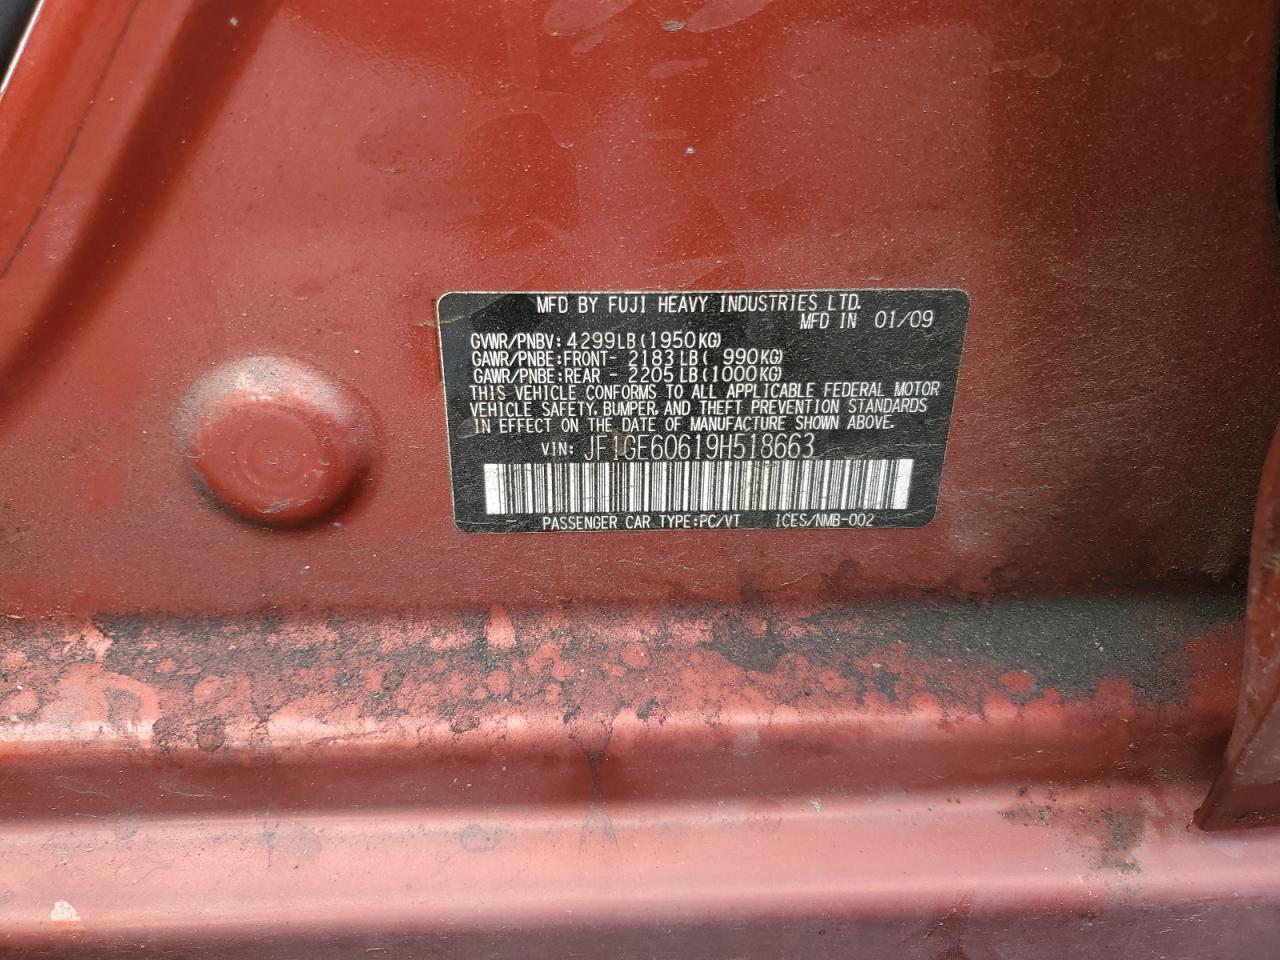 MFD BY FUJI HEAVY INDUSTRIES LTD.
MFD IN 01/09
GVWR/PNBV: 4299LB(1950KG)
GAWR/PNBE:FRONT- 2183LB( 990KG)
GAWR/PNBE:REAR - 2205LB(1000KG)
THIS VEHICLE CONFORMS TO ALL APPLICABLE FEDERAL MOTOR
VEHICLE SAFETY, BUMPER, AND THEFT PREVENTION STANDARDS
IN EFFECT ON THE DATE OF MANUFACTURE SHOWN ABOVE.
VIN: JF1GE60619H518663
PASSENGER CAR TYPE:PC/VT ICES/NMB-002